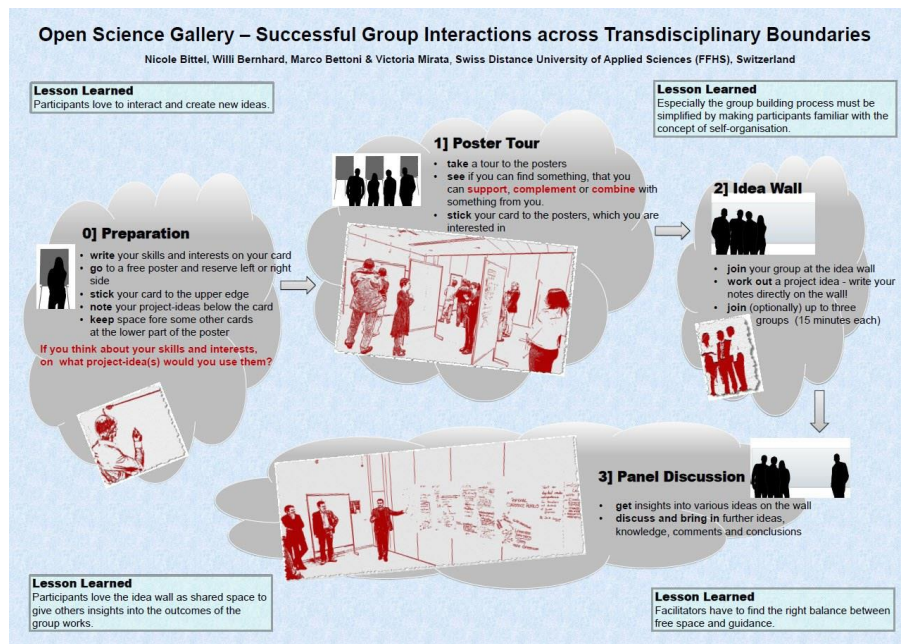 Open Science Gallery – Successful Group Interactions across Transdisciplinary Boundaries
Nicole Bittel, Willi Bernhard, Marco Bettoni & Victoria Mirata, Swiss Distance University of Applied Sciences (FFHS), Switzerland
Lesson Learned
Participants love to interact and create new ideas.
Lesson Learned
Especially the group building process must be
simplified by making participants familiar with the
concept of self-organisation.
0] Preparation
• write your skills and interests on your card
• go to a free poster and reserve left or right
side
• stick your card to the upper edge
• note your project-ideas below the card
• keep space fore some other cards
at the lower part of the poster
If you think about your skills and interests,
on what project-idea(s) would you use them?
1] Poster Tour
• take a tour to the posters
• see if you can find something, that you
can support, complement or combine with
something from you.
• stick your card to the posters, which you are
interested in
2] Idea Wall
• join your group at the idea wall
• work out a project idea - write your
notes directly on the wall!
• join (optionally) up to three
groups (15 minutes each)
3] Panel Discussion
• get insights into various ideas on the wall
• discuss and bring in further ideas,
knowledge, comments and conclusions
Lesson Learned
Participants love the idea wall as shared space to
give others insights into the outcomes of the
group works.
Lesson Learned
Facilitators have to find the right balance between
free space and guidance.